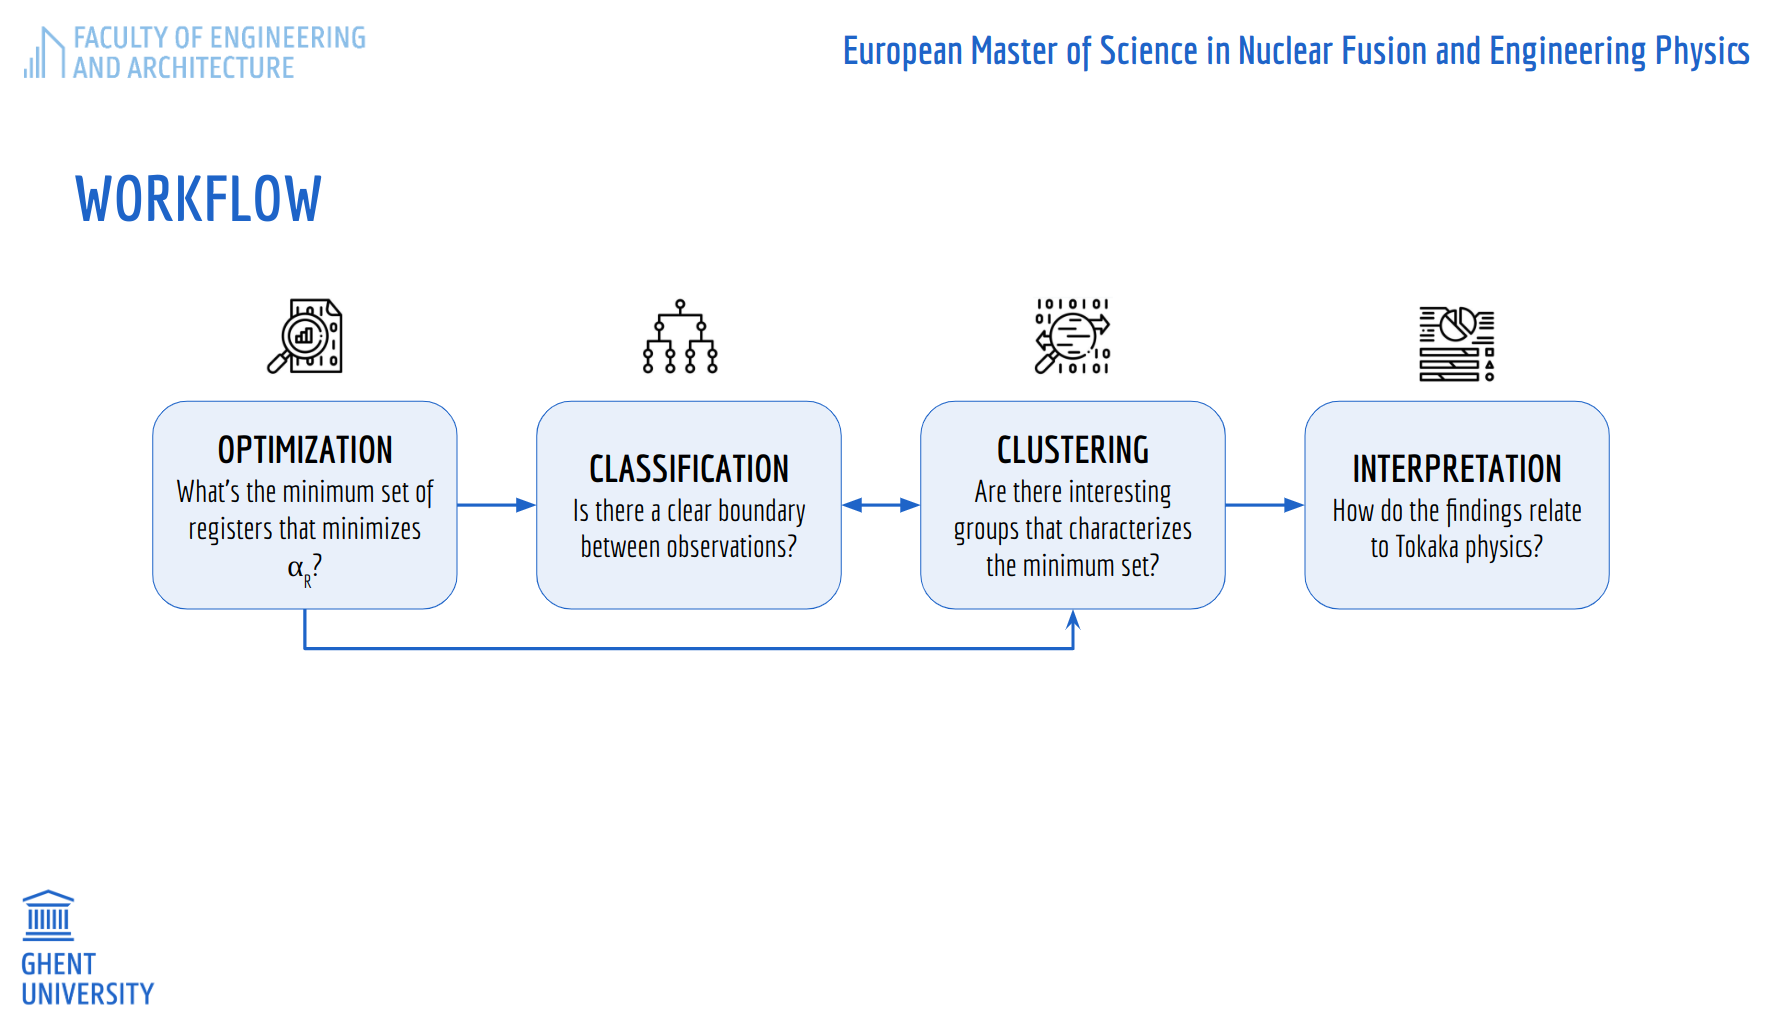 FACULTY OF ENGINEERING
AND ARCHITECTURE
European Master of Science in Nuclear Fusion and Engineering Physics
WORKFLOW
OPTIMIZATION
What's the minimum set of
registers that minimizes
α_R?
CLASSIFICATION
Is there a clear boundary
between observations?
CLUSTERING
Are there interesting
groups that characterizes
the minimum set?
INTERPRETATION
How do the findings relate
to Tokaka physics?
GHENT
UNIVERSITY